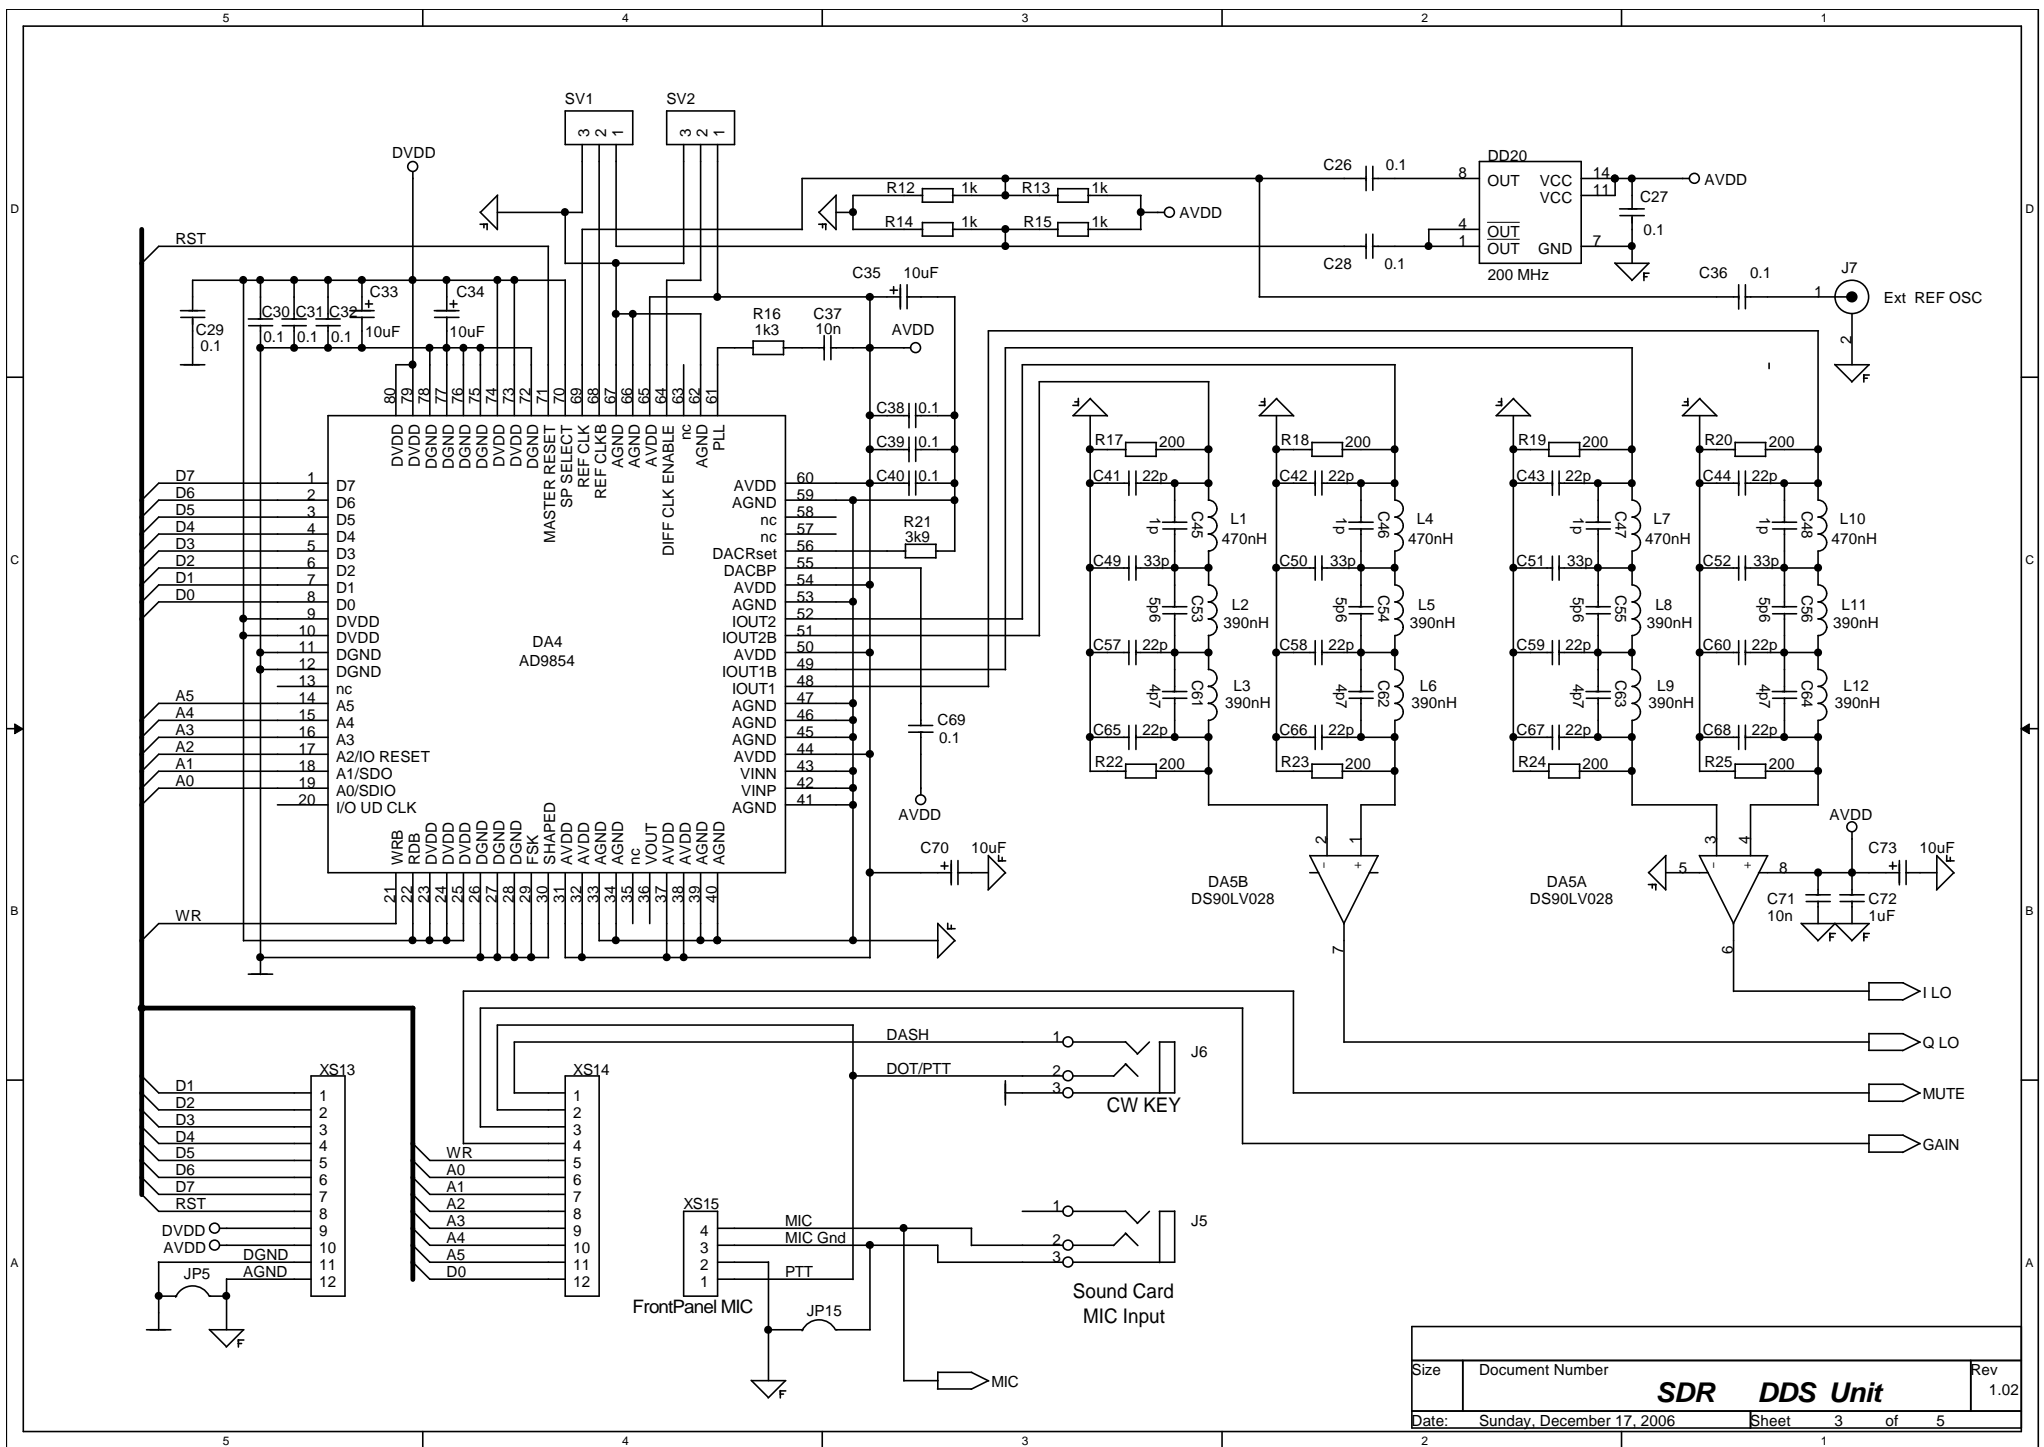 5 4 3 2 1
D
C
B
A
SV1
3 2 1
SV2
3 2 1
DVDD
RST
R12 1k
R13 1k
R14 1k
R15 1k
AVDD
C26 0.1
C28 0.1
DD20
8 OUT VCC 14
VCC 11
4 OUT
1 OUT GND 7
200 MHz
AVDD
C27
0.1
C36 0.1
J7
1
2
Ext REF OSC
C29
0.1
C30
0.1
C31
0.1
C32
0.1
C33
10uF
C34
10uF
C35 10uF
R16
1k3
C37
10n
AVDD
C38 0.1
C39 0.1
C40 0.1
R21
3k9
C69
0.1
AVDD
C70 10uF
80 79 78 77 76 75 74 73 72 71 70 69 68 67 66 65 64 63 62 61
DVDD
DVDD
DGND
DGND
DGND
DGND
DVDD
DVDD
DGND
MASTER RESET
SP SELECT
REF CLK
REF CLKB
AGND
AGND
AVDD
DIFF CLK ENABLE
nc
AGND
PLL
D7 1 D7
D6 2 D6
D5 3 D5
D4 4 D4
D3 5 D3
D2 6 D2
D1 7 D1
D0 8 D0
9 DVDD
10 DVDD
11 DGND
12 DGND
13 nc
A5 14 A5
A4 15 A4
A3 16 A3
A2 17 A2/IO RESET
A1 18 A1/SDO
A0 19 A0/SDIO
20 I/O UD CLK
DA4
AD9854
AVDD 60
AGND 59
nc 58
nc 57
DACRset 56
DACBP 55
AVDD 54
AGND 53
IOUT2 52
IOUT2B 51
AVDD 50
IOUT1B 49
IOUT1 48
AGND 47
AGND 46
AGND 45
AVDD 44
VINN 43
VINP 42
AGND 41
WRB
RDB
DVDD
DVDD
DVDD
DGND
DGND
DGND
FSK
SHAPED
AVDD
AVDD
AGND
AGND
nc
VOUT
AVDD
AVDD
AGND
AGND
21 22 23 24 25 26 27 28 29 30 31 32 33 34 35 36 37 38 39 40
WR
R17 200
C41 22p
1p C45
L1
470nH
C49 33p
5p6 C53
L2
390nH
C57 22p
4p7 C61
L3
390nH
C65 22p
R22 200
R18 200
C42 22p
1p C46
L4
470nH
C50 33p
5p6 C54
L5
390nH
C58 22p
4p7 C62
L6
390nH
C66 22p
R23 200
R19 200
C43 22p
1p C47
L7
470nH
C51 33p
5p6 C55
L8
390nH
C59 22p
4p7 C63
L9
390nH
C67 22p
R24 200
R20 200
C44 22p
1p C48
L10
470nH
C52 33p
5p6 C56
L11
390nH
C60 22p
4p7 C64
L12
390nH
C68 22p
R25 200
2 1
- +
DA5B
DS90LV028
7
3 4
- +
5 8
DA5A
DS90LV028
6
AVDD
C73 10uF
C71
10n
C72
1uF
I LO
Q LO
MUTE
GAIN
XS13
D1 1
D2 2
D3 3
D4 4
D5 5
D6 6
D7 7
RST 8
DVDD 9
AVDD 10
DGND 11
AGND 12
JP5
XS14
1
2
3
4
WR 5
A0 6
A1 7
A2 8
A3 9
A4 10
A5 11
D0 12
DASH 1
DOT/PTT 2
3
J6
CW KEY
XS15
4 MIC
3 MIC Gnd
2
1 PTT
FrontPanel MIC
JP15
1
2
3
J5
Sound Card
MIC Input
MIC
Size Document Number Rev
SDR DDS Unit 1.02
Date: Sunday, December 17, 2006 Sheet 3 of 5
D
C
B
A
5 4 3 2 1